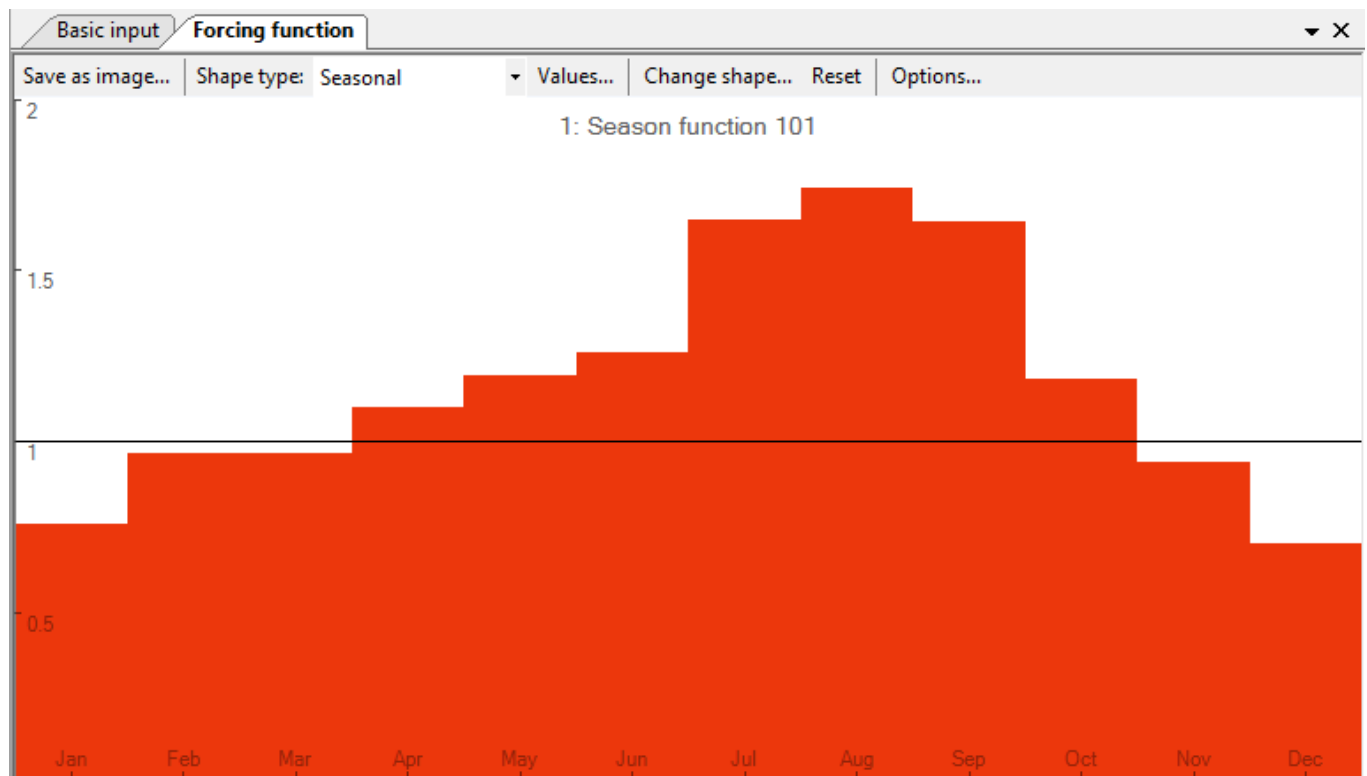 Basic input Forcing function
Save as image... Shape type: Seasonal Values... Change shape... Reset Options...
2
1: Season function 101
1.5
1
0.5
Jan Feb Mar Apr May Jun Jul Aug Sep Oct Nov Dec